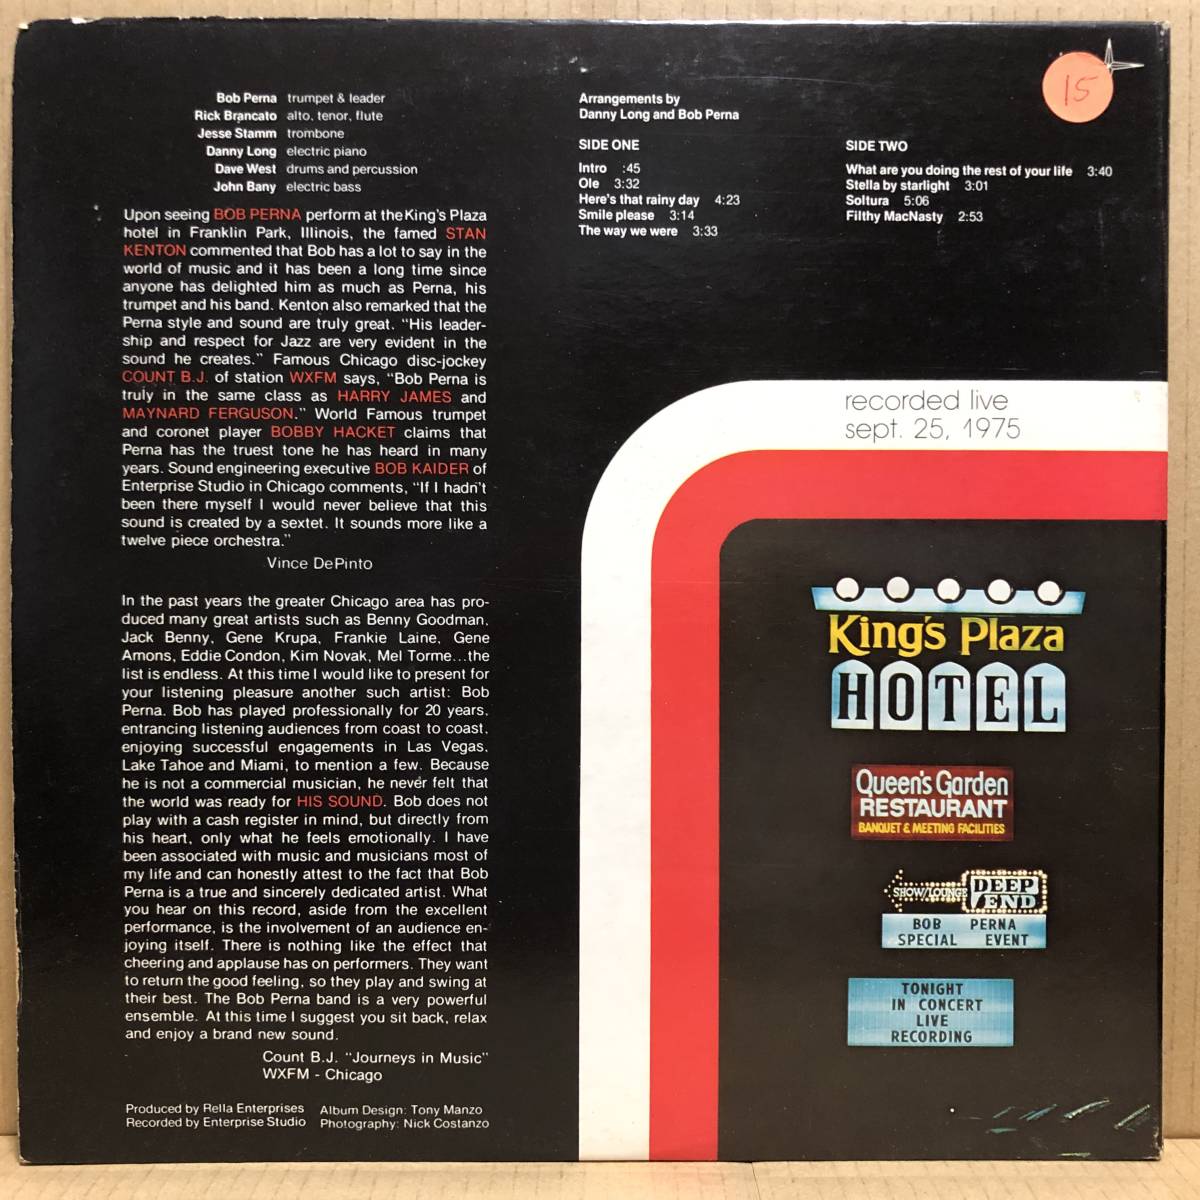 Bob Perna trumpet & leader
Rick Brancato alto, tenor, flute
Jesse Stamm trombone
Danny Long electric piano
Dave West drums and percussion
John Bany electric bass
Upon seeing BOB PERNA perform at the King's Plaza
hotel in Franklin Park, Illinois, the famed STAN
KENTON commented that Bob has a lot to say in the
world of music and it has been a long time since
anyone has delighted him as much as Perna, his
trumpet and his band. Kenton also remarked that the
Perna style and sound are truly great. "His leader-
ship and respect for Jazz are very evident in the
sound he creates." Famous Chicago disc-jockey
COUNT B.J. of station WXFM says, "Bob Perna is
truly in the same class as HARRY JAMES and
MAYNARD FERGUSON." World Famous trumpet
and coronet player BOBBY HACKET claims that
Perna has the truest tone he has heard in many
years. Sound engineering executive BOB KAIDER of
Enterprise Studio in Chicago comments, "If I hadn't
been there myself I would never believe that this
sound is created by a sextet. It sounds more like a
twelve piece orchestra."
Vince DePinto
In the past years the greater Chicago area has pro-
duced many great artists such as Benny Goodman,
Jack Benny, Gene Krupa, Frankie Laine, Gene
Amons, Eddie Condon, Kim Novak, Mel Torme...the
list is endless. At this time I would like to present for
your listening pleasure another such artist: Bob
Perna. Bob has played professionally for 20 years,
entrancing listening audiences from coast to coast,
enjoying successful engagements in Las Vegas,
Lake Tahoe and Miami, to mention a few. Because
he is not a commercial musician, he never felt that
the world was ready for HIS SOUND. Bob does not
play with a cash register in mind, but directly from
his heart, only what he feels emotionally. I have
been associated with music and musicians most of
my life and can honestly attest to the fact that Bob
Perna is a true and sincerely dedicated artist. What
you hear on this record, aside from the excellent
performance, is the involvement of an audience en-
joying itself. There is nothing like the effect that
cheering and applause has on performers. They want
to return the good feeling, so they play and swing at
their best. The Bob Perna band is a very powerful
ensemble. At this time I suggest you sit back, relax
and enjoy a brand new sound.
Count B.J. "Journeys in Music"
WXFM - Chicago
Produced by Rella Enterprises Album Design: Tony Manzo
Recorded by Enterprise Studio Photography: Nick Costanzo
Arrangements by
Danny Long and Bob Perna
SIDE ONE
Intro :45
Ole 3:32
Here's that rainy day 4:23
Smile please 3:14
The way we were 3:33
SIDE TWO
What are you doing the rest of your life 3:40
Stella by starlight 3:01
Soltura 5:06
Filthy MacNasty 2:53
15
recorded live
sept. 25, 1975
King's Plaza
HOTEL
Queen's Garden
RESTAURANT
BANQUET & MEETING FACILITIES
SHOW/LOUNGE DEEP
END
BOB PERNA
SPECIAL EVENT
TONIGHT
IN CONCERT
LIVE
RECORDING